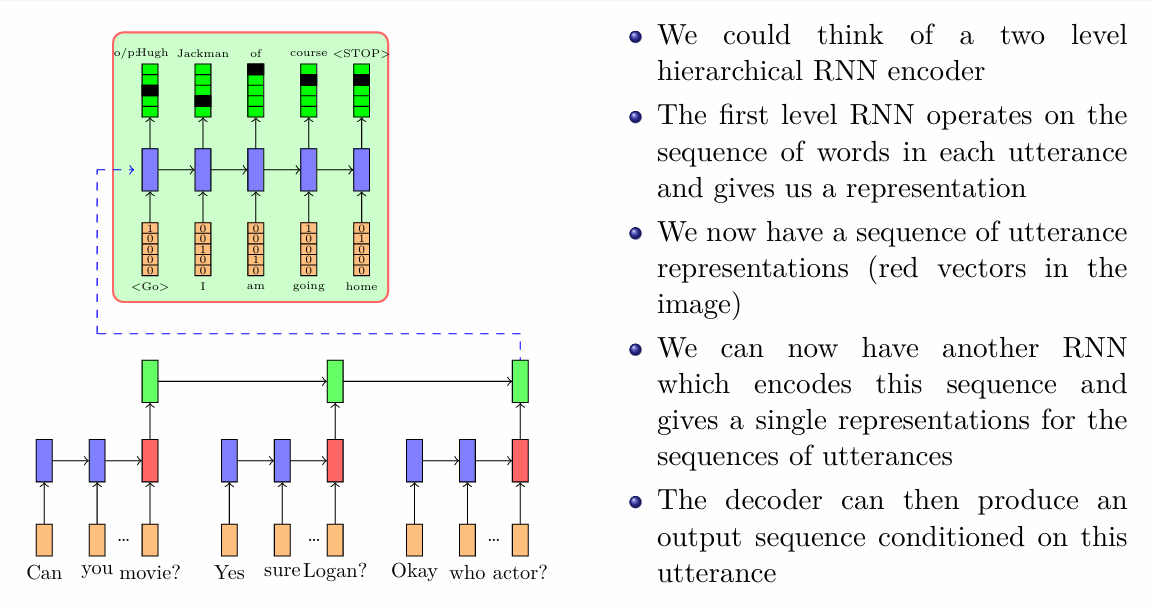 o/p:Hugh Jackman of course <STOP>
1 0 0 1 0
0 0 0 0 1
0 1 0 0 0
0 0 1 0 0
0 0 0 0 0
<Go> I am going home
... ... ...
Can you movie? Yes sure Logan? Okay who actor?
We could think of a two level
hierarchical RNN encoder
The first level RNN operates on the
sequence of words in each utterance
and gives us a representation
We now have a sequence of utterance
representations (red vectors in the
image)
We can now have another RNN
which encodes this sequence and
gives a single representations for the
sequences of utterances
The decoder can then produce an
output sequence conditioned on this
utterance